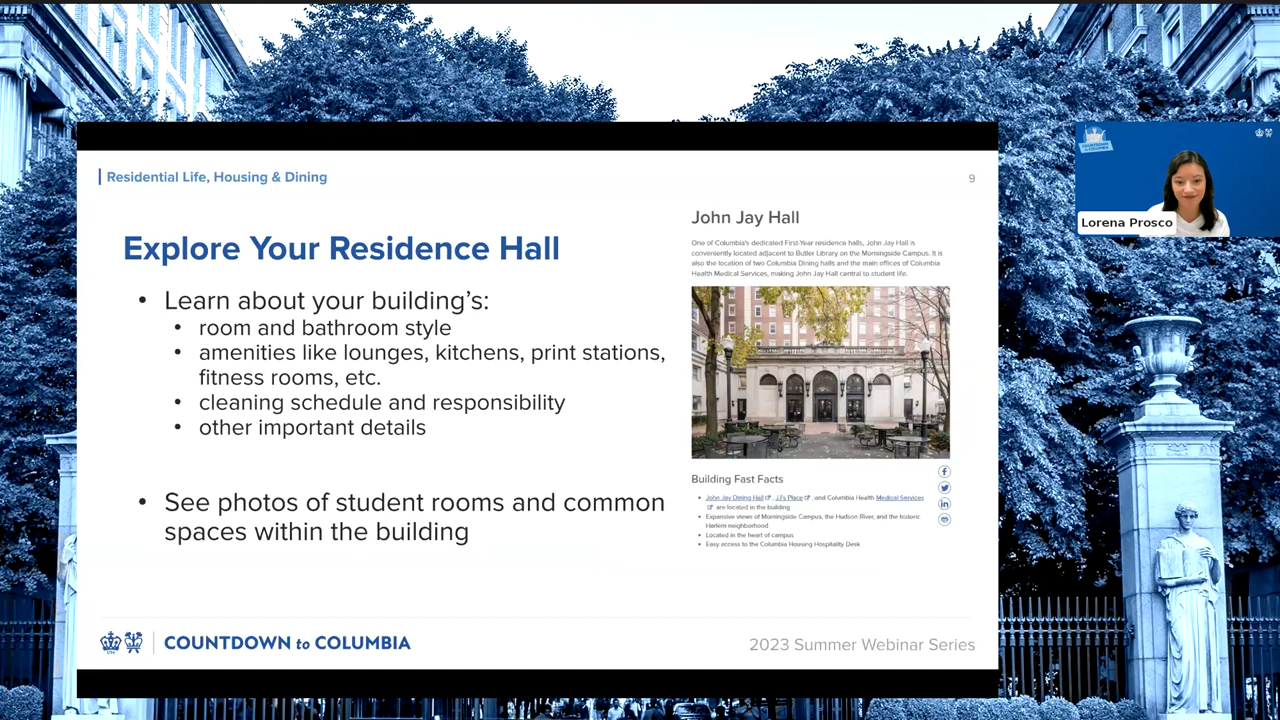 Residential Life, Housing & Dining
9
Explore Your Residence Hall
• Learn about your building's:
• room and bathroom style
• amenities like lounges, kitchens, print stations,
fitness rooms, etc.
• cleaning schedule and responsibility
• other important details
• See photos of student rooms and common
spaces within the building
John Jay Hall
One of Columbia's dedicated First-Year residence halls, John Jay Hall is
conveniently located adjacent to Butler Library on the Morningside Campus. It is
also the location of two Columbia Dining halls and the main offices of Columbia
Health Medical Services, making John Jay Hall central to student life.
Building Fast Facts
• John Jay Dining Hall, JJ's Place, and Columbia Health Medical Services
are located in the building
• Expansive views of Morningside Campus, the Hudson River, and the historic
Harlem neighborhood
• Located in the heart of campus
• Easy access to the Columbia Housing Hospitality Desk
COUNTDOWN to COLUMBIA
2023 Summer Webinar Series
COUNTDOWN
to COLUMBIA
Lorena Prosco